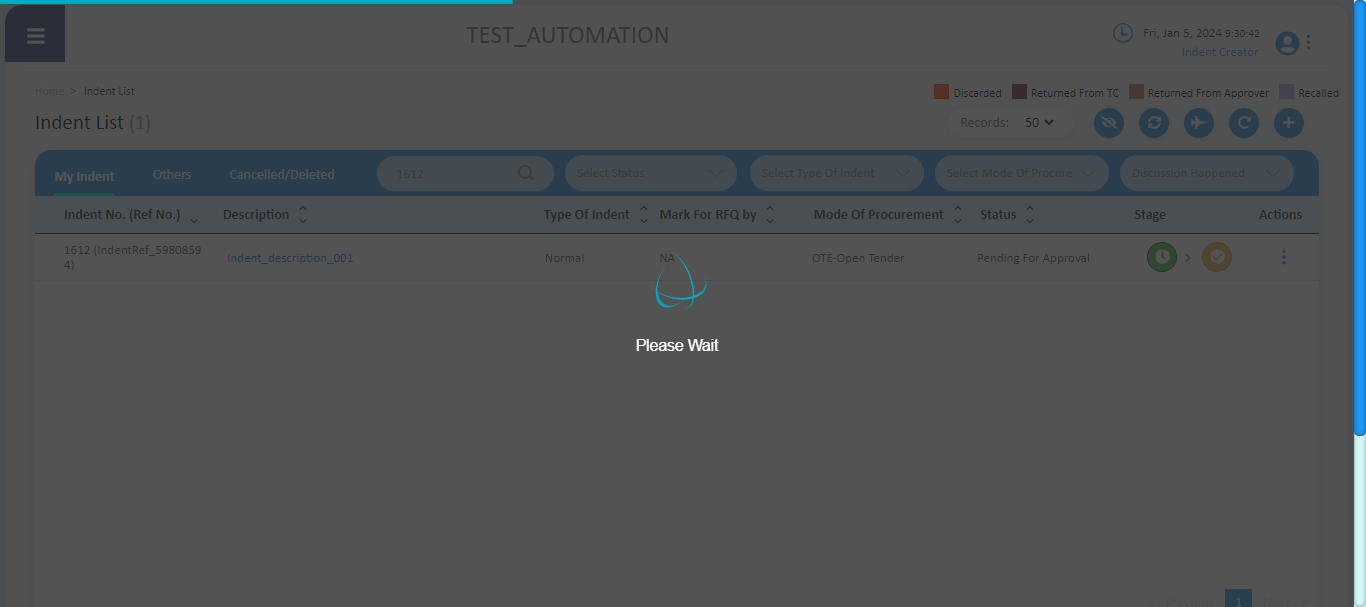 TEST_AUTOMATION
Fri, Jan 5, 2024 9:30:42
Indent Creator
Home > Indent List
Discarded Returned From TC Returned From Approver Recalled
Indent List (1)
Records: 50
My Indent Others Cancelled/Deleted 1612 Select Status Select Type Of Indent Select Mode Of Procure Discussion Happened
Indent No. (Ref No.) Description Type Of Indent Mark For RFQ by Mode Of Procurement Status Stage Actions
1612 (IndentRef_5980859
4) Indent_description_001 Normal NA OTE-Open Tender Pending For Approval
Please Wait
1